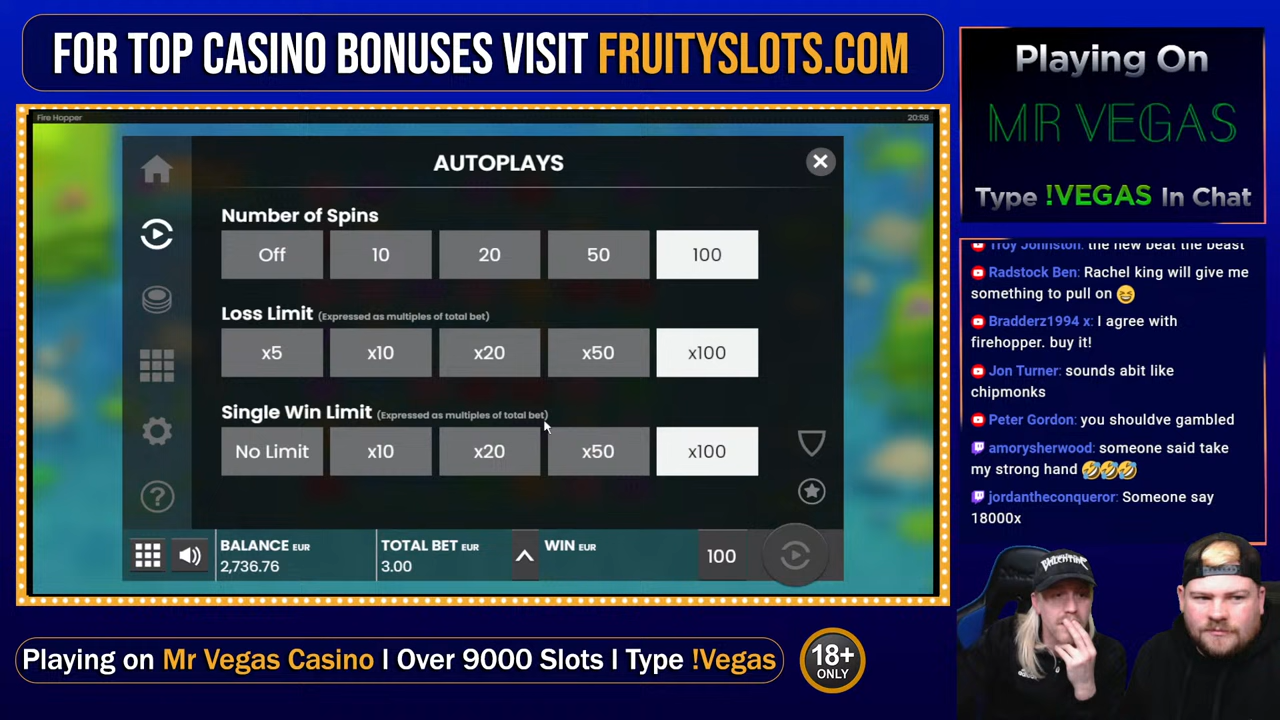 FOR TOP CASINO BONUSES VISIT FRUITYSLOTS.COM
Fire Hopper
20:58
AUTOPLAYS
Number of Spins
Off 10 20 50 100
Loss Limit (Expressed as multiples of total bet)
x5 x10 x20 x50 x100
Single Win Limit (Expressed as multiples of total bet)
No Limit x10 x20 x50 x100
BALANCE EUR
2,736.76
TOTAL BET EUR
3.00
WIN EUR
100
Playing On
MR VEGAS
Type !VEGAS In Chat
Troy Johnston: the new beat the beast
Radstock Ben: Rachel king will give me
something to pull on 😆
Bradderz1994 x: I agree with
firehopper. buy it!
Jon Turner: sounds abit like
chipmonks
Peter Gordon: you shouldve gambled
amorysherwood: someone said take
my strong hand 🤣🤣🤣
jordantheconqueror: Someone say
18000x
Playing on Mr Vegas Casino I Over 9000 Slots I Type !Vegas
18+
ONLY